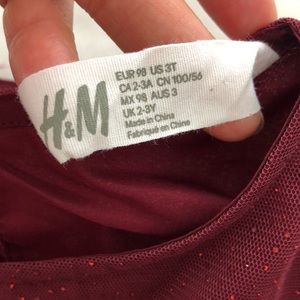 H&M
EUR 98 US 3T
CA 2-3A CN 100/56
MX 98 AUS 3
UK 2-3Y
Made in China
Fabriqué en Chine